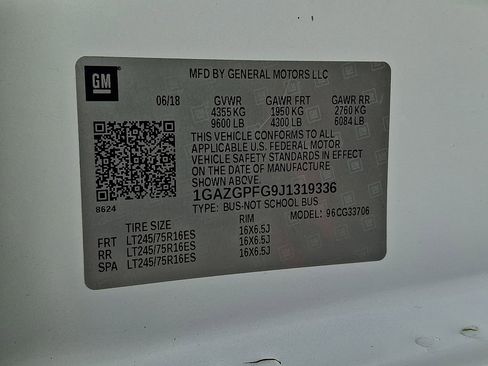 GM
MFD BY GENERAL MOTORS LLC
06/18 GVWR GAWR FRT GAWR RR
4355 KG 1950 KG 2760 KG
9600 LB 4300 LB 6084 LB
THIS VEHICLE CONFORMS TO ALL
APPLICABLE U.S. FEDERAL MOTOR
VEHICLE SAFETY STANDARDS IN EFFECT
ON THE DATE OF MANUFACTURE
SHOWN ABOVE.
1GAZGPFG9J1319336
8624 TYPE: BUS-NOT SCHOOL BUS 96CG33706
TIRE SIZE RIM
FRT LT245/75R16ES 16X6.5J
RR LT245/75R16ES 16X6.5J
SPA LT245/75R16ES 16X6.5J